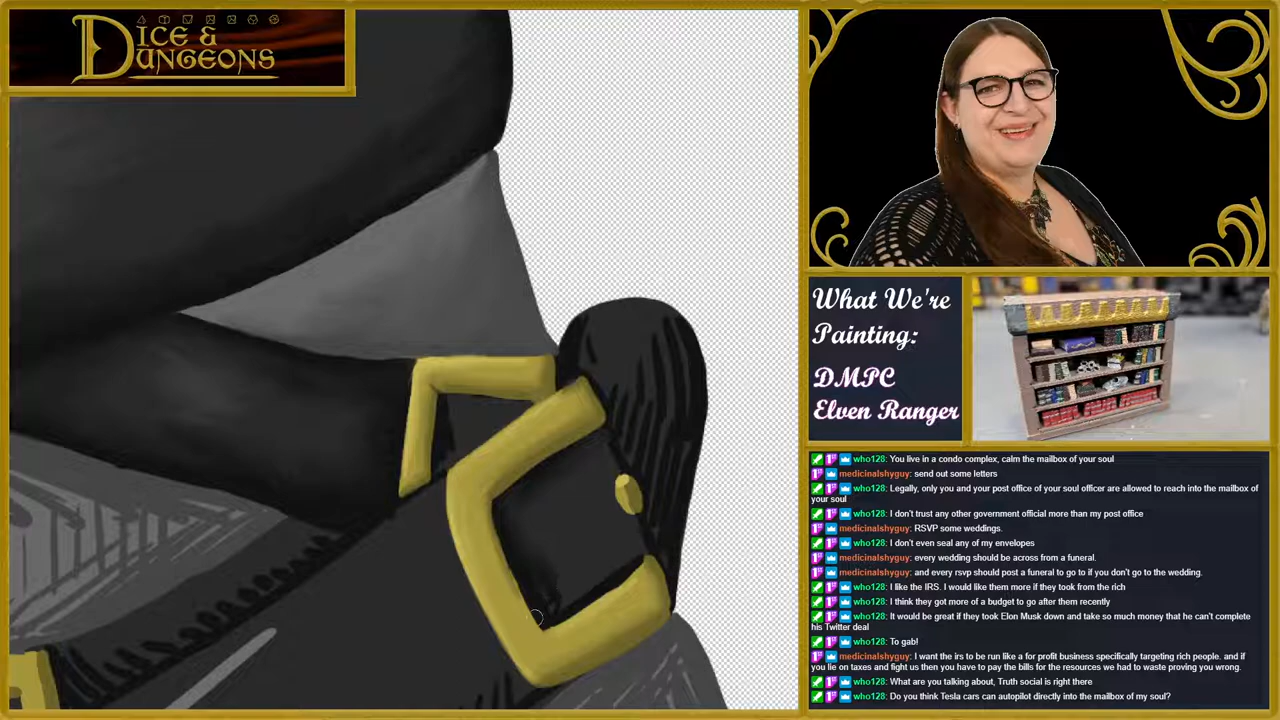 DICE &
DUNGEONS
What We're
Painting:
DMPC
Elven Ranger
who128: You live in a condo complex, calm the mailbox of your soul
medicinalshyguy: send out some letters
who128: Legally, only you and your post office of your soul officer are allowed to reach into the mailbox of
your soul
who128: I don't trust any other government official more than my post office
medicinalshyguy: RSVP some weddings.
who128: I don't even seal any of my envelopes
medicinalshyguy: every wedding should be across from a funeral.
medicinalshyguy: and every rsvp should post a funeral to go to if you don't go to the wedding.
who128: I like the IRS. I would like them more if they took from the rich
who128: I think they got more of a budget to go after them recently
who128: It would be great if they took Elon Musk down and take so much money that he can't complete
his Twitter deal
who128: To gab!
medicinalshyguy: I want the irs to be run like a for profit business specifically targeting rich people. and if
you lie on taxes and fight us then you have to pay the bills for the resources we had to waste proving you wrong.
who128: What are you talking about, Truth social is right there
who128: Do you think Tesla cars can autopilot directly into the mailbox of my soul?